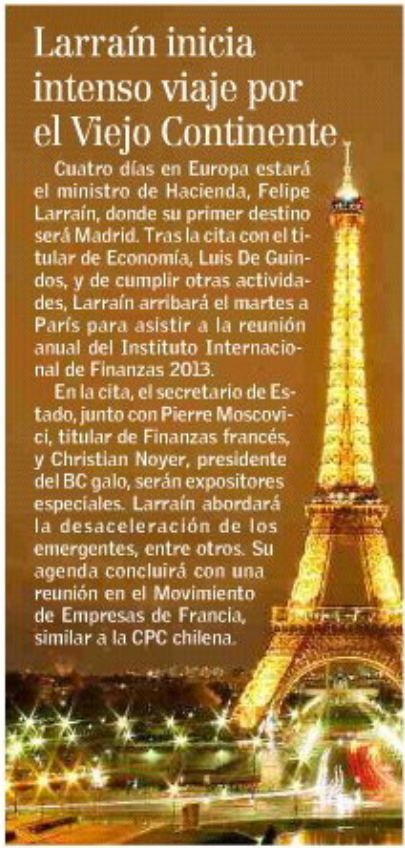 Larraín inicia
intenso viaje por
el Viejo Continente
Cuatro días en Europa estará
el ministro de Hacienda, Felipe
Larraín, donde su primer destino
será Madrid. Tras la cita con el ti-
tular de Economía, Luis De Guin-
dos, y de cumplir otras activida-
des, Larraín arribará el martes a
París para asistir a la reunión
anual del Instituto Internacio-
nal de Finanzas 2013.
En la cita, el secretario de Es-
tado, junto con Pierre Moscovi-
ci, titular de Finanzas francés,
y Christian Noyer, presidente
del BC galo, serán expositores
especiales. Larraín abordará
la desaceleración de los
emergentes, entre otros. Su
agenda concluirá con una
reunión en el Movimiento
de Empresas de Francia,
similar a la CPC chilena.